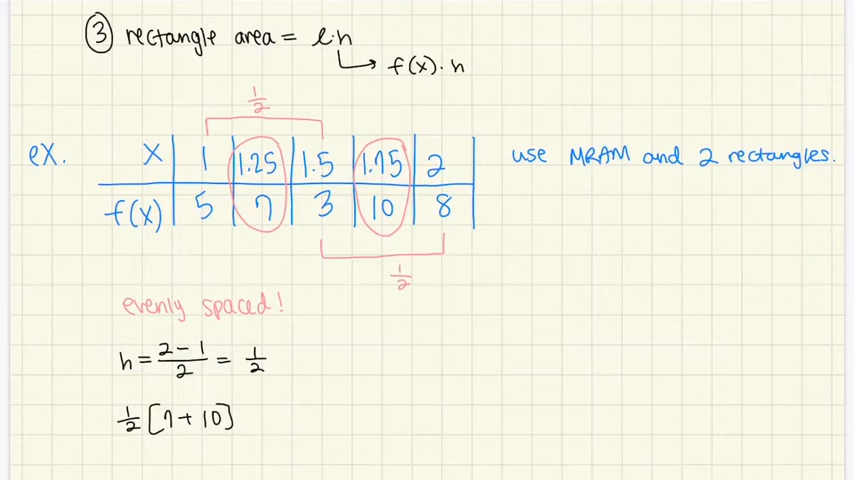 ③ rectangle area = l·h
f(x)·h
1/2
ex. x | 1 | 1.25 | 1.5 | 1.75 | 2 use MRAM and 2 rectangles.
f(x) | 5 | 7 | 3 | 10 | 8
1/2
evenly spaced!
h = (2-1)/2 = 1/2
1/2 [7+10]